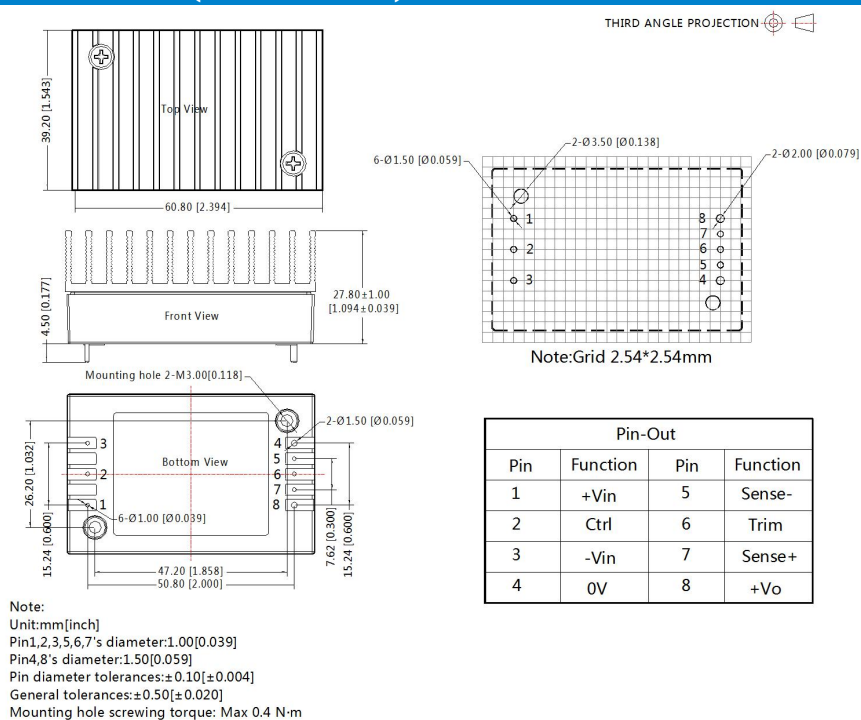 THIRD ANGLE PROJECTION
39.20 [1.543]
Top View
60.80 [2.394]
6-Ø1.50 [Ø0.059]
2-Ø3.50 [Ø0.138]
2-Ø2.00 [Ø0.079]
1
2
3
8
7
6
5
4
Note:Grid 2.54*2.54mm
4.50 [0.177]
Front View
27.80±1.00
[1.094±0.039]
Mounting hole 2-M3.00[0.118]
2-Ø1.50 [Ø0.059]
3
2
1
Bottom View
4
5
6
7
8
6-Ø1.00 [Ø0.039]
26.20 [1.032]
15.24 [0.600]
7.62 [0.300]
15.24 [0.600]
47.20 [1.858]
50.80 [2.000]
Pin-Out
Pin Function Pin Function
1 +Vin 5 Sense-
2 Ctrl 6 Trim
3 -Vin 7 Sense+
4 0V 8 +Vo
Note:
Unit:mm[inch]
Pin1,2,3,5,6,7's diameter:1.00[0.039]
Pin4,8's diameter:1.50[0.059]
Pin diameter tolerances:±0.10[±0.004]
General tolerances:±0.50[±0.020]
Mounting hole screwing torque: Max 0.4 N·m